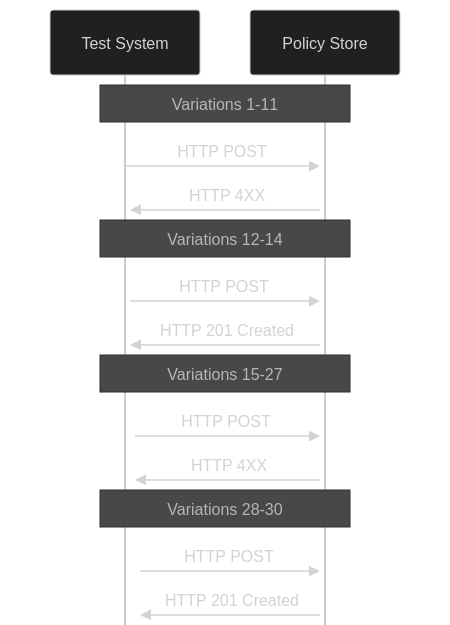 Test System
Policy Store
Variations 1-11
HTTP POST
HTTP 4XX
Variations 12-14
HTTP POST
HTTP 201 Created
Variations 15-27
HTTP POST
HTTP 4XX
Variations 28-30
HTTP POST
HTTP 201 Created